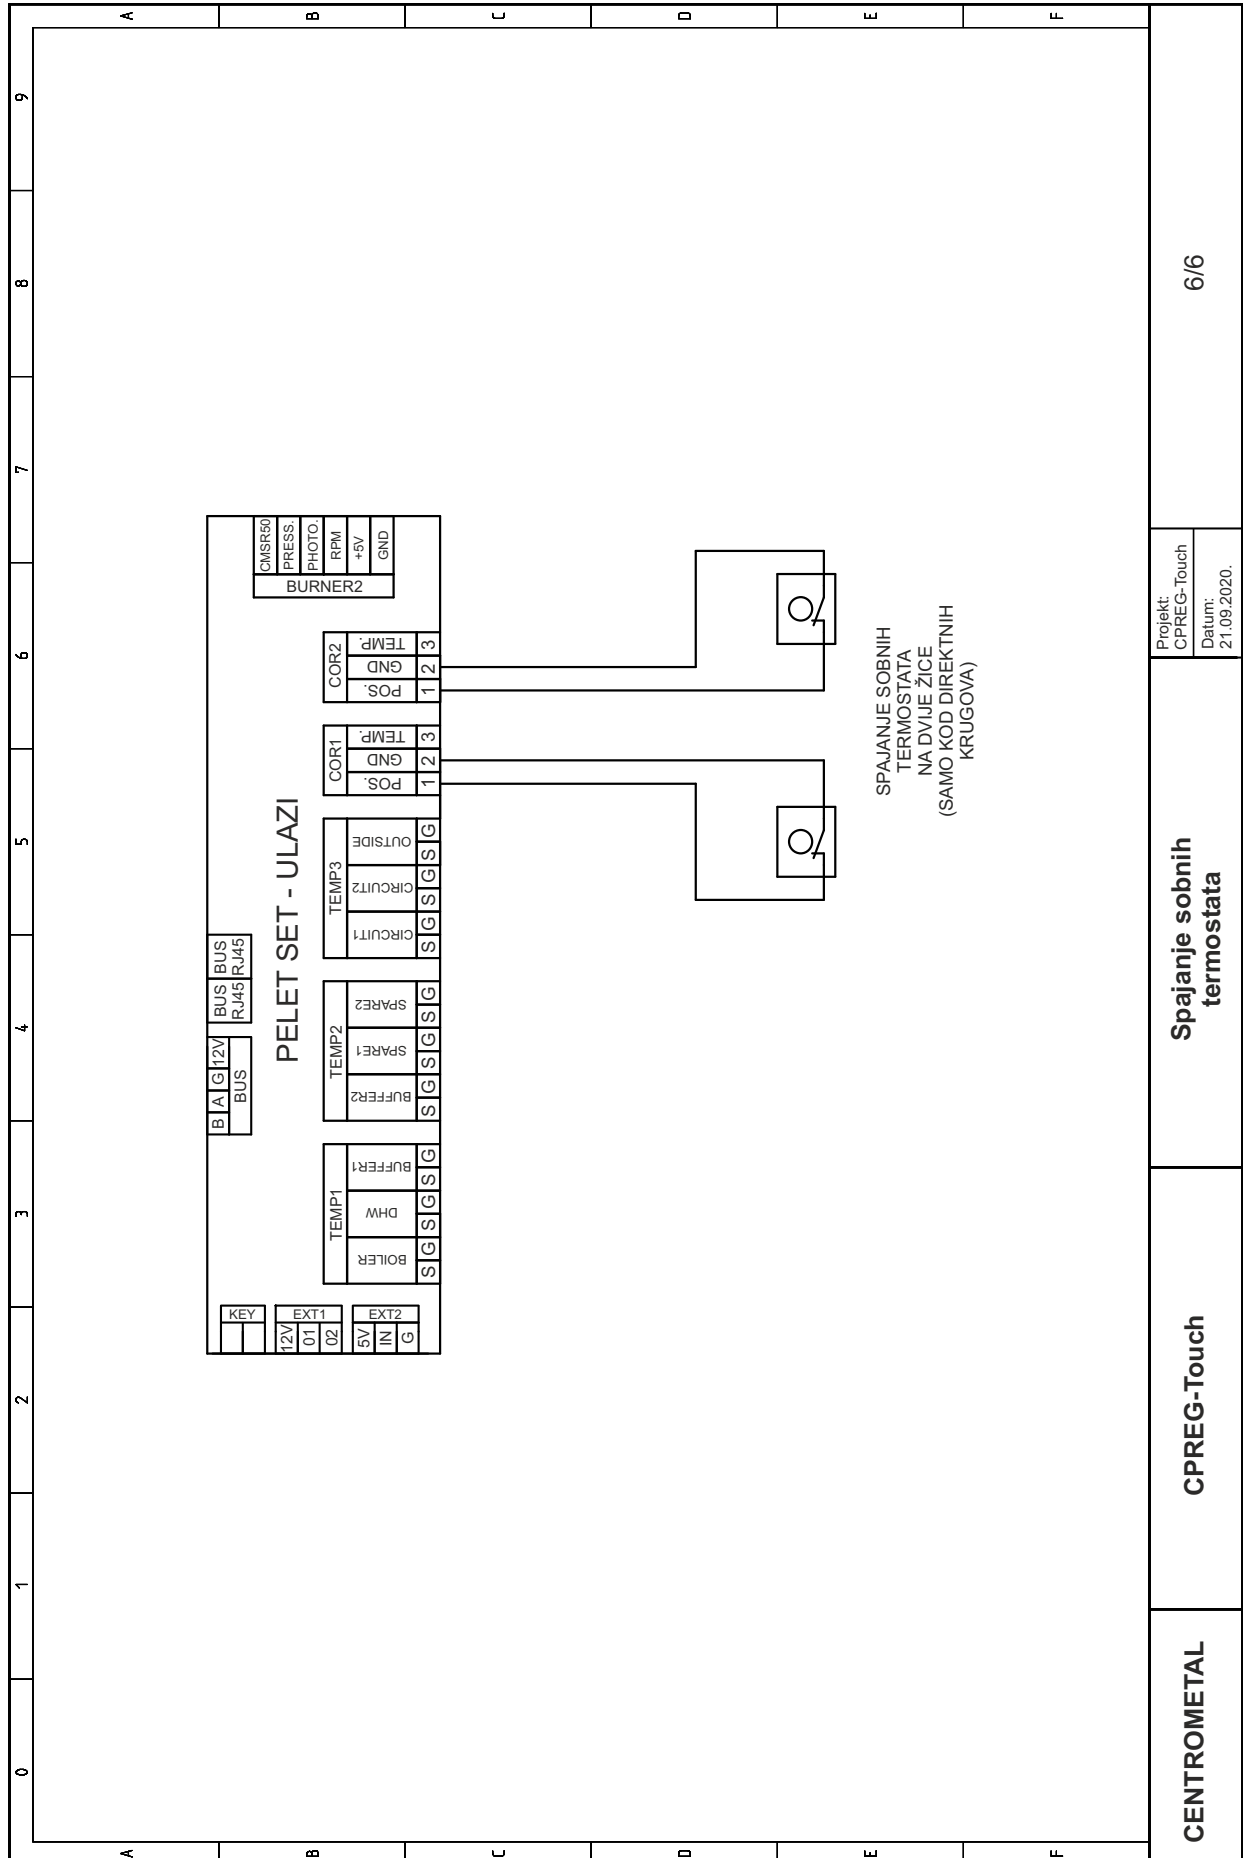 0 1 2 3 4 5 6 7 8 9
A
B
C
D
E
F
A
B
C
D
E
F
B A G 12V
BUS
BUS
RJ45
BUS
RJ45
KEY
EXT1
12V
01
02
EXT2
5V
IN
G
PELET SET - ULAZI
TEMP1
BOILER
DHW
BUFFER1
S G S G S G
TEMP2
BUFFER2
SPARE1
SPARE2
S G S G S G
TEMP3
CIRCUIT1
CIRCUIT2
OUTSIDE
S G S G S G
COR1
POS.
GND
TEMP.
1 2 3
COR2
POS.
GND
TEMP.
1 2 3
BURNER2
CMSR50
PRESS.
PHOTO.
RPM
+5V
GND
SPAJANJE SOBNIH
TERMOSTATA
NA DVIJE ŽICE
(SAMO KOD DIREKTNIH
KRUGOVA)
CENTROMETAL
CPREG-Touch
Spajanje sobnih
termostata
Projekt:
CPREG-Touch
Datum:
21.09.2020.
6/6